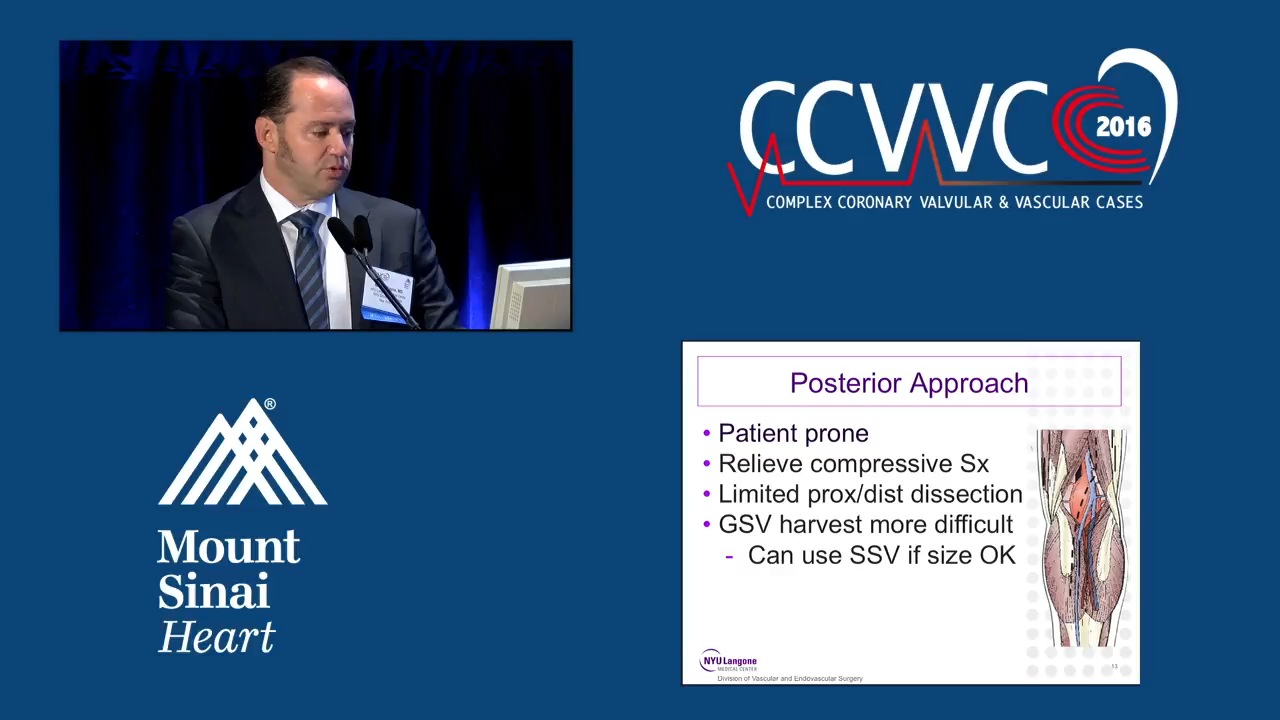 CCVVC
2016
COMPLEX CORONARY VALVULAR & VASCULAR CASES
®
Mount
Sinai
Heart
Posterior Approach
• Patient prone
• Relieve compressive Sx
• Limited prox/dist dissection
• GSV harvest more difficult
- Can use SSV if size OK
NYU Langone
MEDICAL CENTER
Division of Vascular and Endovascular Surgery
13